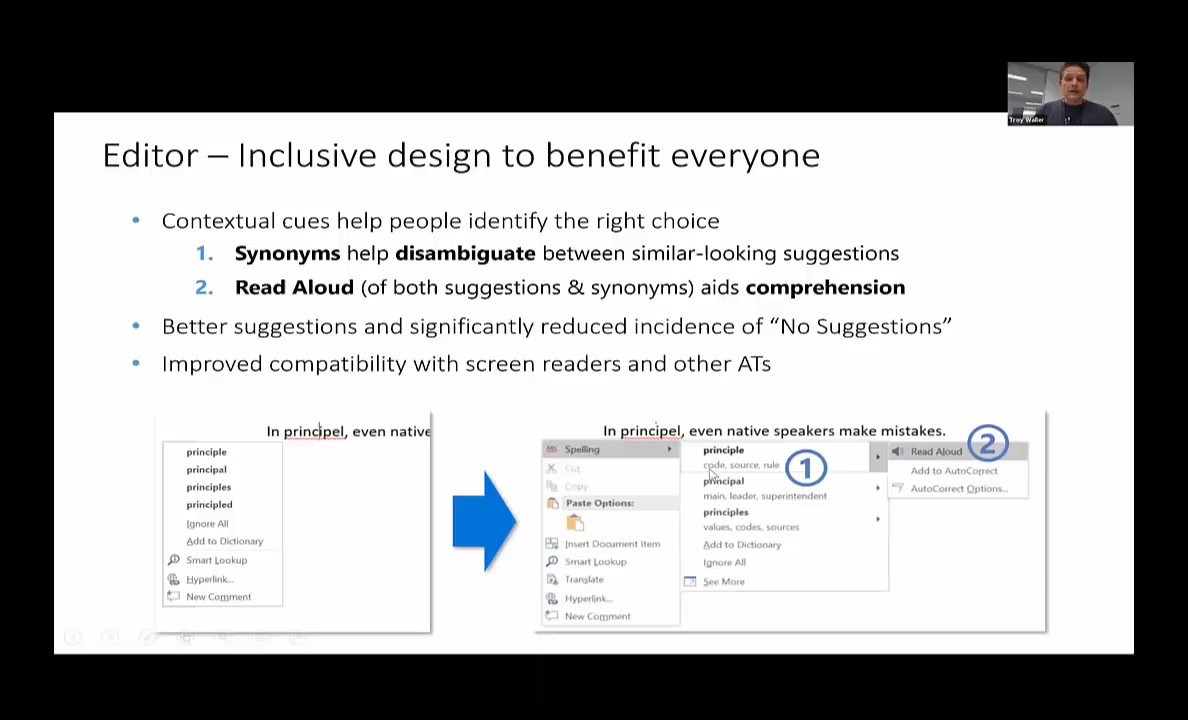 Troy Waller
Editor – Inclusive design to benefit everyone
• Contextual cues help people identify the right choice
1. Synonyms help disambiguate between similar-looking suggestions
2. Read Aloud (of both suggestions & synonyms) aids comprehension
• Better suggestions and significantly reduced incidence of “No Suggestions”
• Improved compatibility with screen readers and other ATs
In principel, even native
principle
principal
principles
principled
Ignore All
Add to Dictionary
Smart Lookup
Hyperlink...
New Comment
In principel, even native speakers make mistakes.
Spelling
Cut
Copy
Paste Options:
Insert Document Item
Smart Lookup
Translate
Hyperlink...
New Comment
principle
code, source, rule
1
principal
main, leader, superintendent
principles
values, codes, sources
Add to Dictionary
Ignore All
See More
Read Aloud
2
Add to AutoCorrect
AutoCorrect Options...